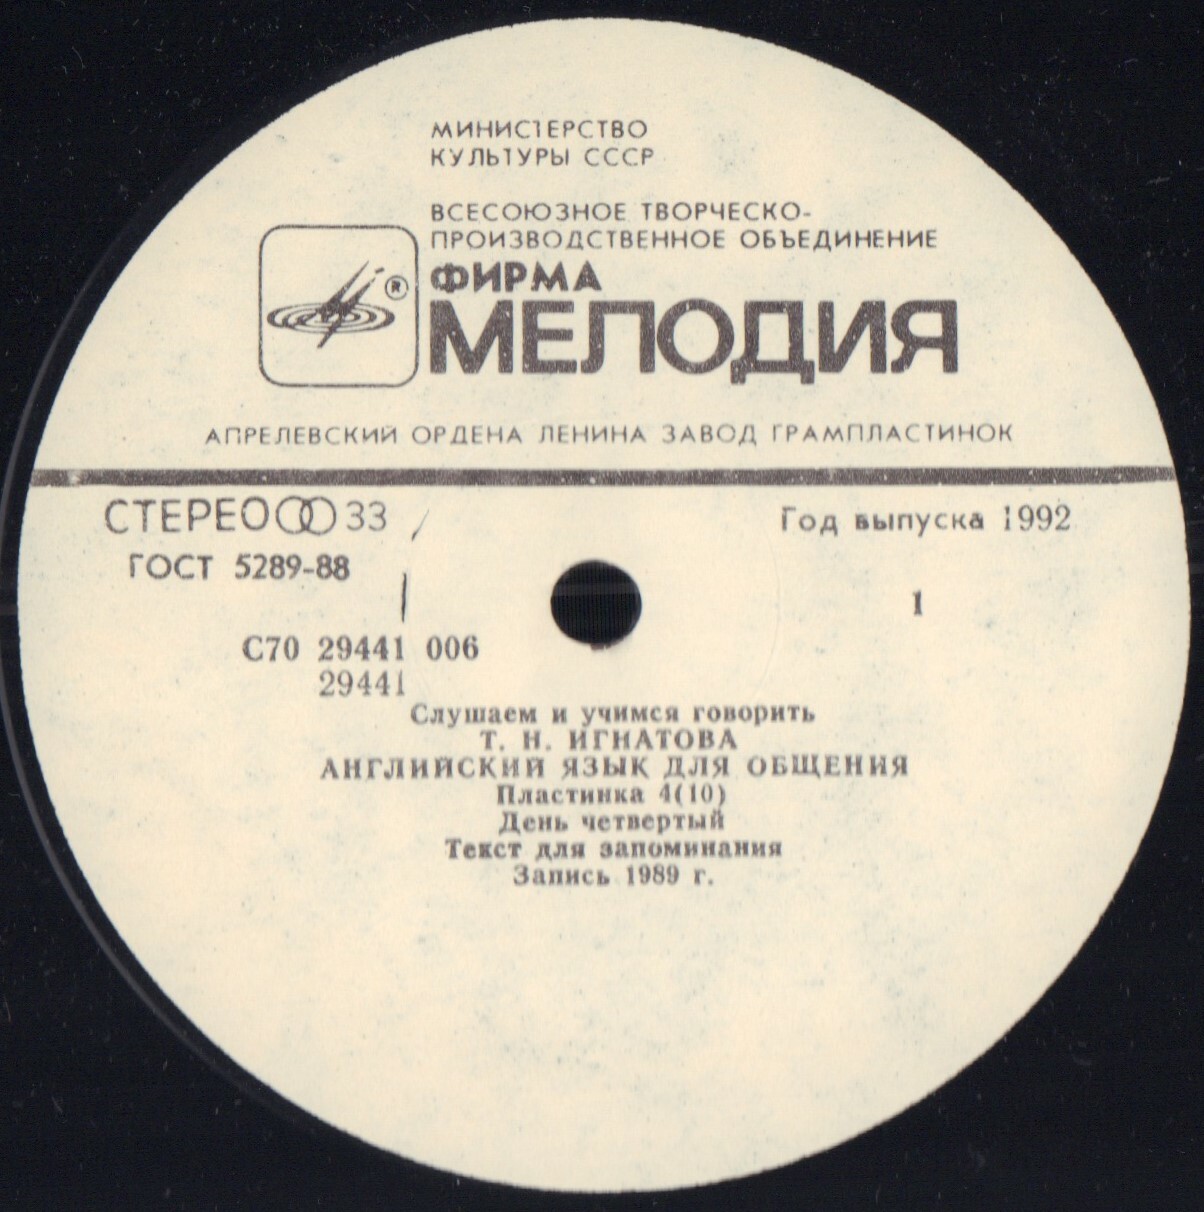 МИНИСТЕРСТВО
КУЛЬТУРЫ СССР
ВСЕСОЮЗНОЕ ТВОРЧЕСКО-
ПРОИЗВОДСТВЕННОЕ ОБЪЕДИНЕНИЕ
®
ФИРМА
МЕЛОДИЯ
АПРЕЛЕВСКИЙ ОРДЕНА ЛЕНИНА ЗАВОД ГРАМПЛАСТИНОК
СТЕРЕО 33
Год выпуска 1992
ГОСТ 5289-88
1
С70 29441 006
29441
Слушаем и учимся говорить
Т. Н. ИГНАТОВА
АНГЛИЙСКИЙ ЯЗЫК ДЛЯ ОБЩЕНИЯ
Пластинка 4(10)
День четвертый
Текст для запоминания
Запись 1989 г.